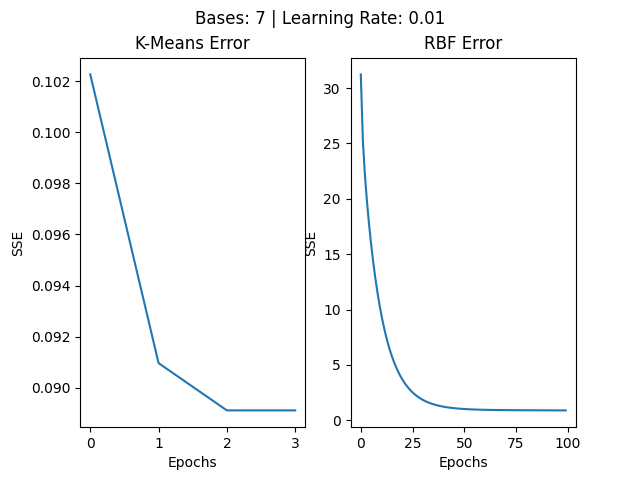 Bases: 7 | Learning Rate: 0.01
K-Means Error
0.102
0.100
0.098
0.096
0.094
0.092
0.090
SSE
0 1 2 3
Epochs
RBF Error
30
25
20
15
10
5
0
SSE
0 25 50 75 100
Epochs